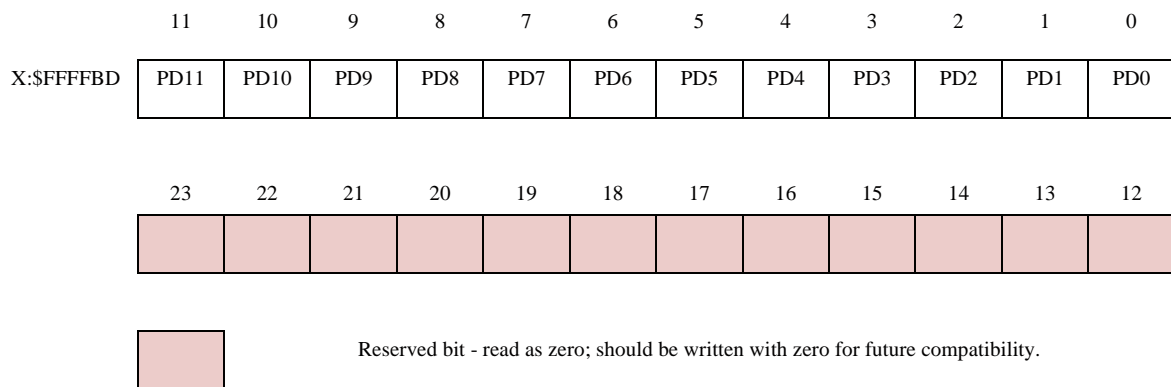 11 10 9 8 7 6 5 4 3 2 1 0
X:$FFFFBD PD11 PD10 PD9 PD8 PD7 PD6 PD5 PD4 PD3 PD2 PD1 PD0
23 22 21 20 19 18 17 16 15 14 13 12
Reserved bit - read as zero; should be written with zero for future compatibility.